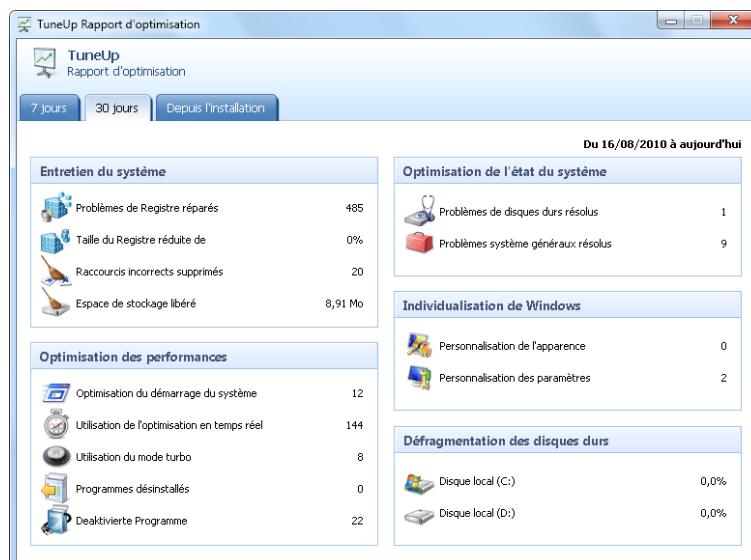 TuneUp Rapport d'optimisation
TuneUp
Rapport d'optimisation
7 jours
30 jours
Depuis l'installation
Du 16/08/2010 à aujourd'hui
Entretien du système
Problèmes de Registre réparés 485
Taille du Registre réduite de 0%
Raccourcis incorrects supprimés 20
Espace de stockage libéré 8,91 Mo
Optimisation des performances
Optimisation du démarrage du système 12
Utilisation de l'optimisation en temps réel 144
Utilisation du mode turbo 8
Programmes désinstallés 0
Deaktivierte Programme 22
Optimisation de l'état du système
Problèmes de disques durs résolus 1
Problèmes système généraux résolus 9
Individualisation de Windows
Personnalisation de l'apparence 0
Personnalisation des paramètres 2
Défragmentation des disques durs
Disque local (C:) 0,0%
Disque local (D:) 0,0%